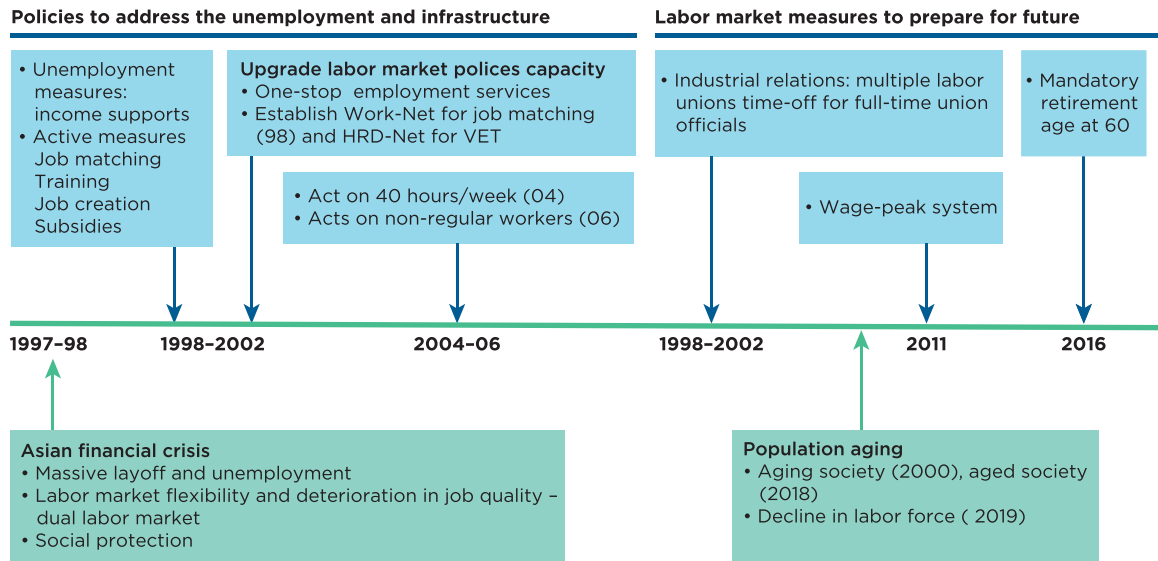 Policies to address the unemployment and infrastructure
• Unemployment
measures:
income supports
• Active measures
Job matching
Training
Job creation
Subsidies
Upgrade labor market polices capacity
• One-stop employment services
• Establish Work-Net for job matching
(98) and HRD-Net for VET
• Act on 40 hours/week (04)
• Acts on non-regular workers (06)
Labor market measures to prepare for future
• Industrial relations: multiple labor
unions time-off for full-time union
officials
• Mandatory
retirement
age at 60
• Wage-peak system
1997–98
1998–2002
2004–06
1998–2002
2011
2016
Asian financial crisis
• Massive layoff and unemployment
• Labor market flexibility and deterioration in job quality –
dual labor market
• Social protection
Population aging
• Aging society (2000), aged society
(2018)
• Decline in labor force ( 2019)